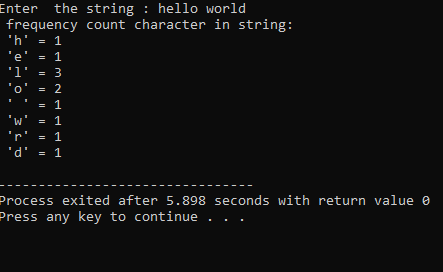 Enter  the string : hello world
 frequency count character in string:
 'h' = 1
 'e' = 1
 'l' = 3
 'o' = 2
 ' ' = 1
 'w' = 1
 'r' = 1
 'd' = 1
--------------------------------
Process exited after 5.898 seconds with return value 0
Press any key to continue . . .